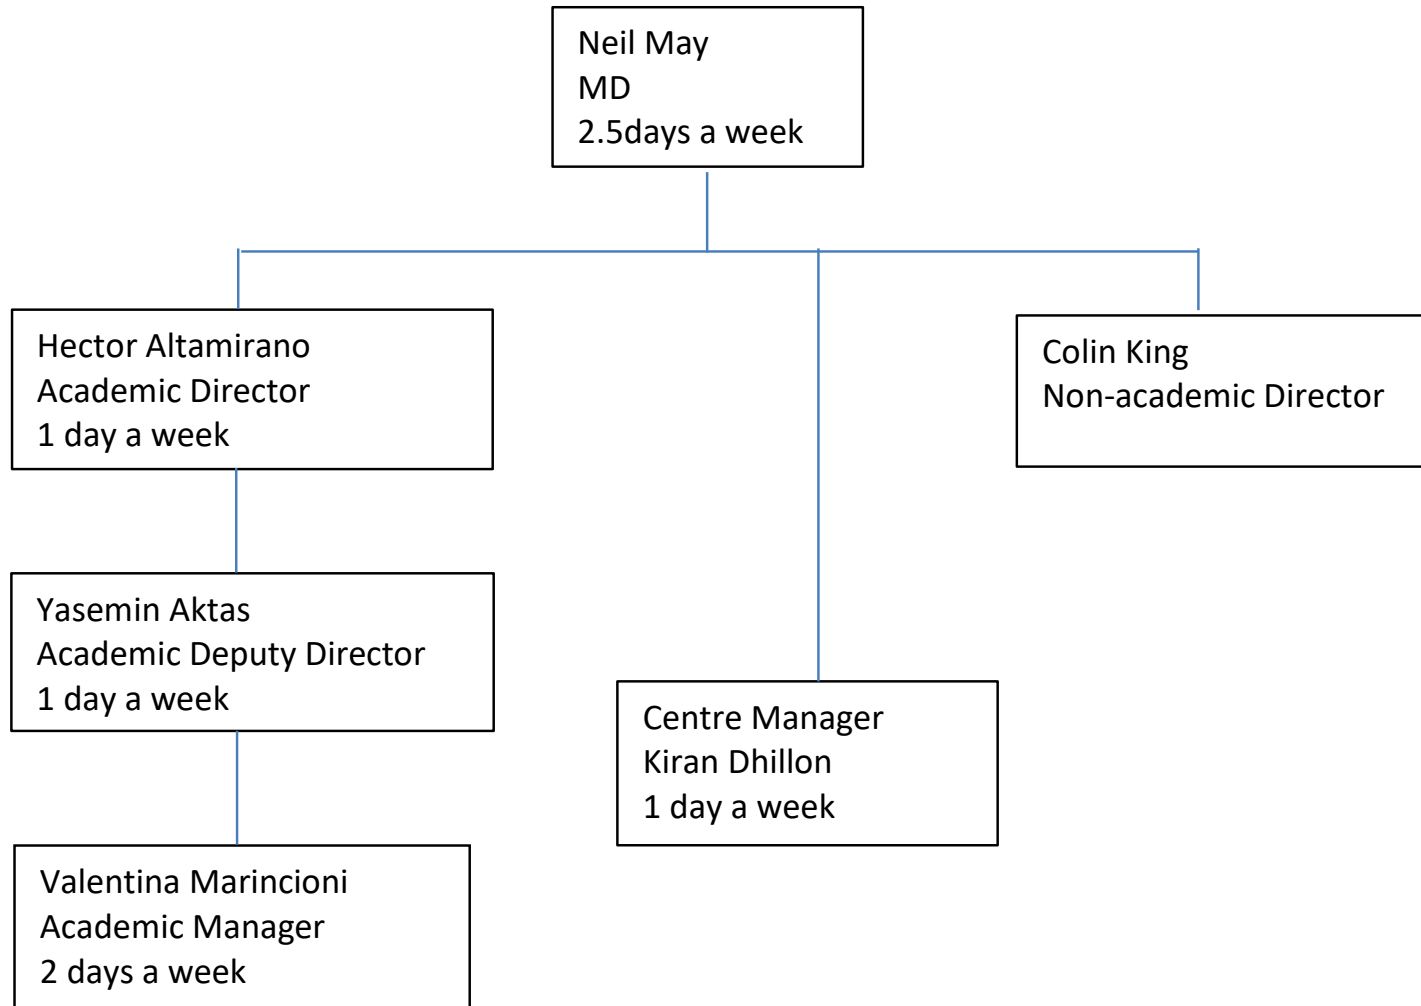 Neil May
MD
2.5days a week
Hector Altamirano
Academic Director
1 day a week
Colin King
Non-academic Director
Yasemin Aktas
Academic Deputy Director
1 day a week
Centre Manager
Kiran Dhillon
1 day a week
Valentina Marincioni
Academic Manager
2 days a week